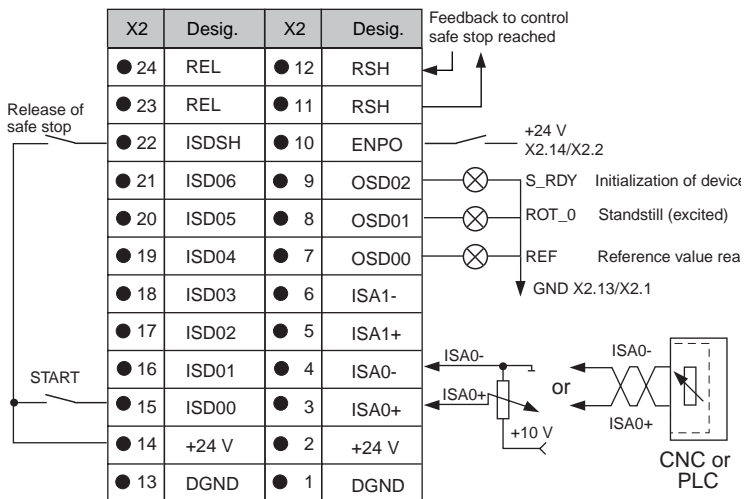 X2 Desig. X2 Desig.
24 REL 12 RSH
23 REL 11 RSH
22 ISDSH 10 ENPO
21 ISD06 9 OSD02
20 ISD05 8 OSD01
19 ISD04 7 OSD00
18 ISD03 6 ISA1-
17 ISD02 5 ISA1+
16 ISD01 4 ISA0-
15 ISD00 3 ISA0+
14 +24 V 2 +24 V
13 DGND 1 DGND
Release of
safe stop
START
Feedback to control
safe stop reached
+24 V
X2.14/X2.2
S_RDY Initialization of device
ROT_0 Standstill (excited)
REF Reference value rea
GND X2.13/X2.1
ISA0-
ISA0+
+10 V
or
ISA0-
ISA0+
CNC or
PLC